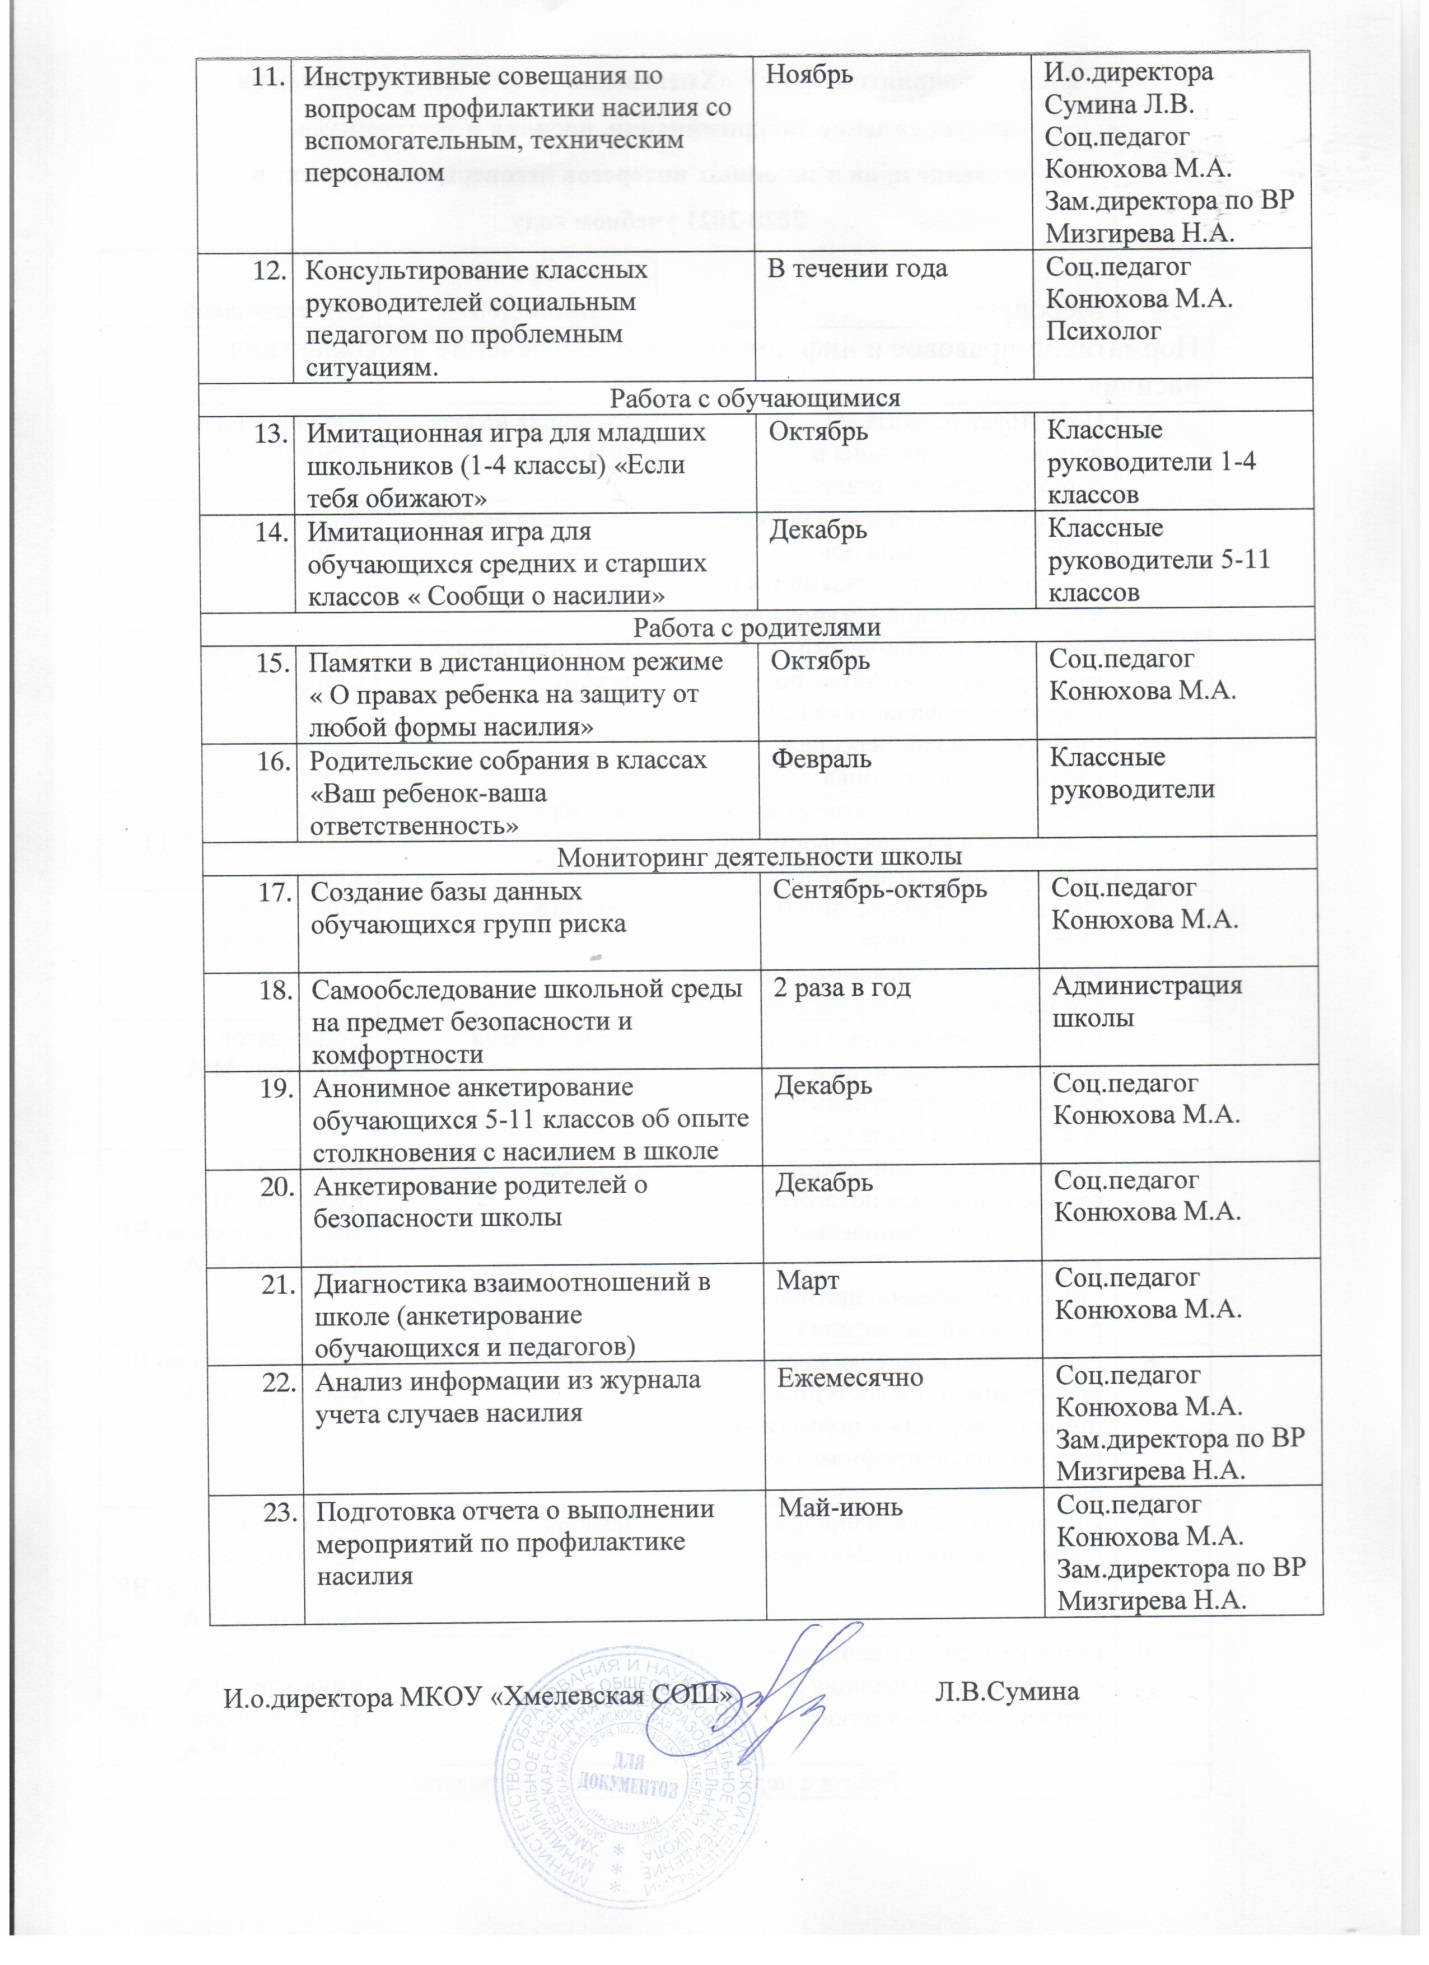 11. Инструктивные совещания по
вопросам профилактики насилия со
вспомогательным, техническим
персоналом
Ноябрь
И.о.директора
Сумина Л.В.
Соц.педагог
Конюхова М.А.
Зам.директора по ВР
Мизгирева Н.А.
12. Консультирование классных
руководителей социальным
педагогом по проблемным
ситуациям.
В течении года
Соц.педагог
Конюхова М.А.
Психолог
Работа с обучающимися
13. Имитационная игра для младших
школьников (1-4 классы) «Если
тебя обижают»
Октябрь
Классные
руководители 1-4
классов
14. Имитационная игра для
обучающихся средних и старших
классов « Сообщи о насилии»
Декабрь
Классные
руководители 5-11
классов
Работа с родителями
15. Памятки в дистанционном режиме
« О правах ребенка на защиту от
любой формы насилия»
Октябрь
Соц.педагог
Конюхова М.А.
16. Родительские собрания в классах
«Ваш ребенок-ваша
ответственность»
Февраль
Классные
руководители
Мониторинг деятельности школы
17. Создание базы данных
обучающихся групп риска
Сентябрь-октябрь
Соц.педагог
Конюхова М.А.
18. Самообследование школьной среды
на предмет безопасности и
комфортности
2 раза в год
Администрация
школы
19. Анонимное анкетирование
обучающихся 5-11 классов об опыте
столкновения с насилием в школе
Декабрь
Соц.педагог
Конюхова М.А.
20. Анкетирование родителей о
безопасности школы
Декабрь
Соц.педагог
Конюхова М.А.
21. Диагностика взаимоотношений в
школе (анкетирование
обучающихся и педагогов)
Март
Соц.педагог
Конюхова М.А.
22. Анализ информации из журнала
учета случаев насилия
Ежемесячно
Соц.педагог
Конюхова М.А.
Зам.директора по ВР
Мизгирева Н.А.
23. Подготовка отчета о выполнении
мероприятий по профилактике
насилия
Май-июнь
Соц.педагог
Конюхова М.А.
Зам.директора по ВР
Мизгирева Н.А.
И.о.директора МКОУ «Хмелевская СОШ» Л.В.Сумина
МИНИСТЕРСТВО ОБРАЗОВАНИЯ И НАУКИ РОССИЙСКОЙ ФЕДЕРАЦИИ
ДЛЯ
ДОКУМЕНТОВ